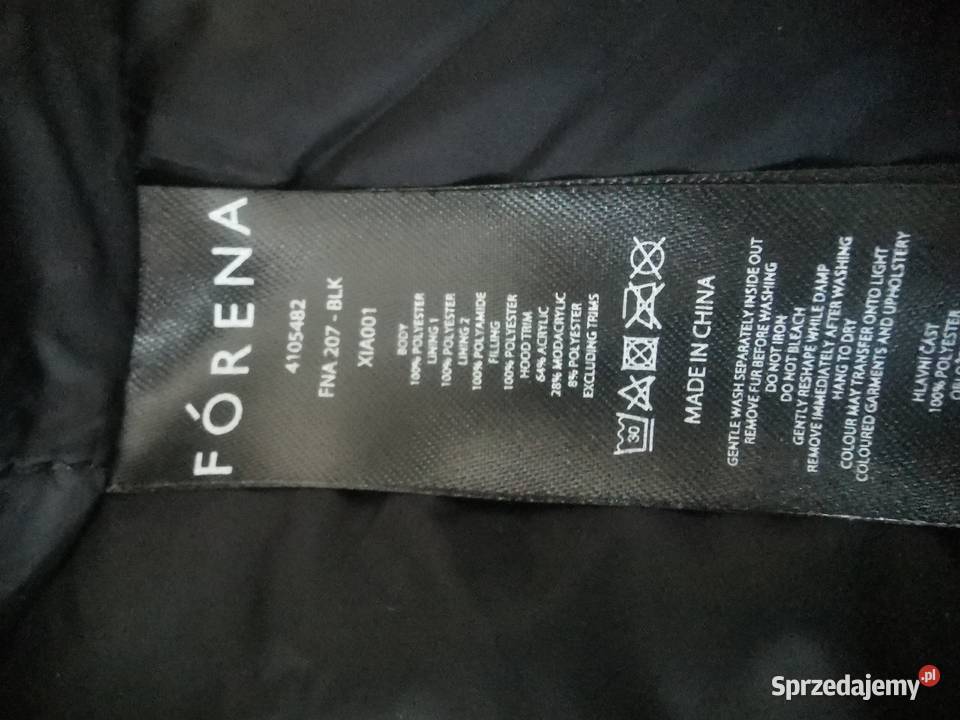 FÓRENA
4105482
FNA 207 - BLK
XIA001
BODY
100% POLYESTER
LINING 1
100% POLYESTER
LINING 2
100% POLYAMIDE
FILLING
100% POLYESTER
HOOD TRIM
64% ACRYLIC
28% MODACRYLIC
8% POLYESTER
EXCLUDING TRIMS
30
MADE IN CHINA
GENTLE WASH SEPARATELY INSIDE OUT
REMOVE FUR BEFORE WASHING
DO NOT IRON
DO NOT BLEACH
GENTLY RESHAPE WHILE DAMP
REMOVE IMMEDIATELY AFTER WASHING
HANG TO DRY
COLOUR MAY TRANSFER ONTO LIGHT
COLOURED GARMENTS AND UPHOLSTERY
HLAVNÍ ČAST
100% POLYESTER
Sprzedajemy.pl